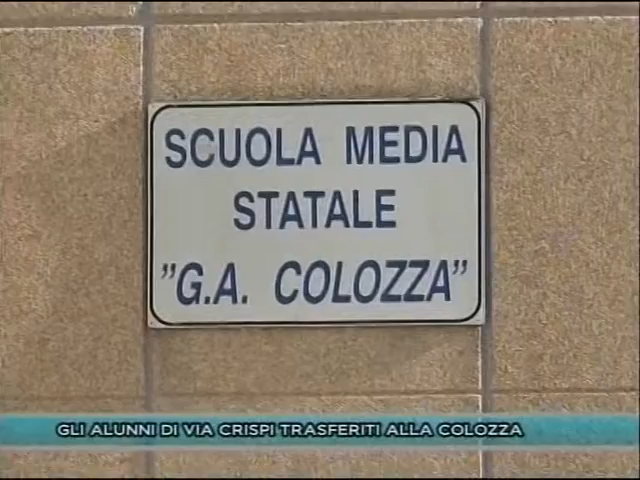 SCUOLA MEDIA
STATALE
"G.A. COLOZZA"
GLI ALUNNI DI VIA CRISPI TRASFERITI ALLA COLOZZA